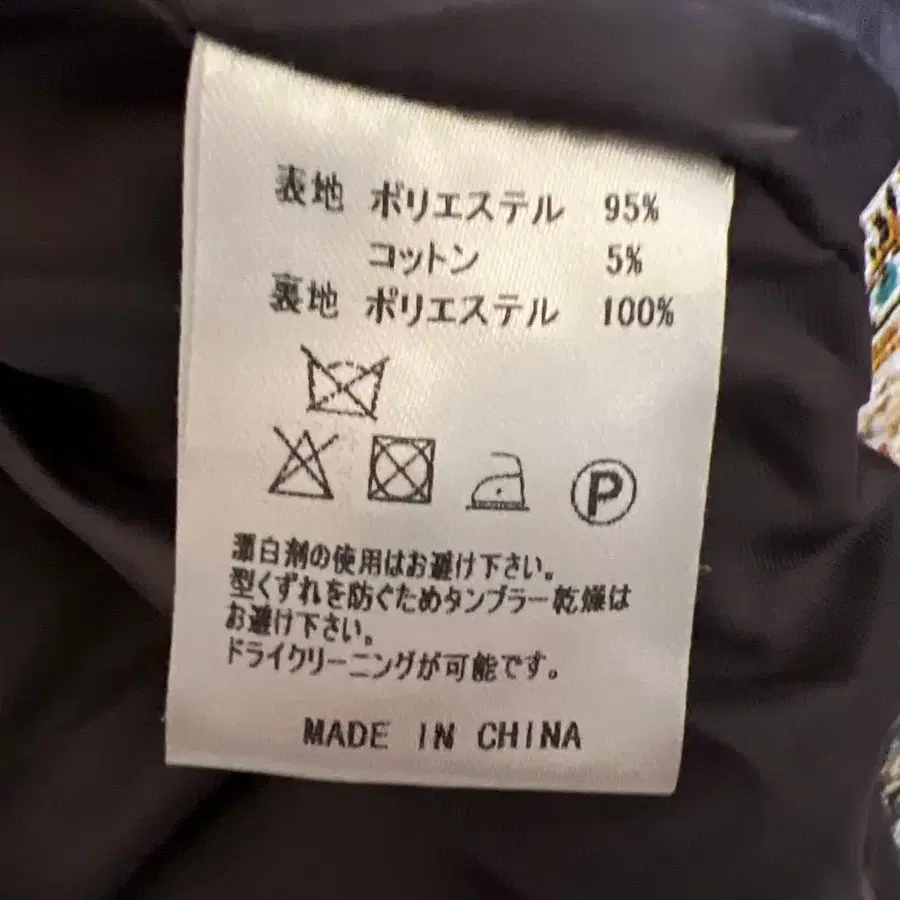 表地 ポリエステル 95%
コットン 5%
裏地 ポリエステル 100%
P
漂白剤の使用はお避け下さい。
型くずれを防ぐためタンブラー乾燥は
お避け下さい。
ドライクリーニングが可能です。
MADE IN CHINA